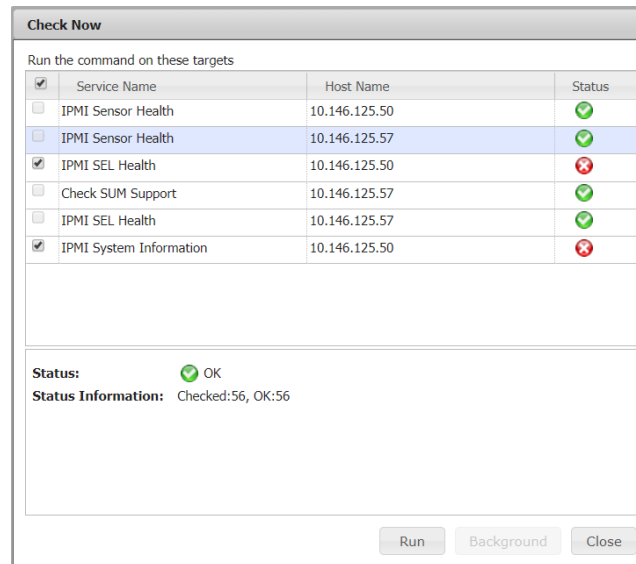 Check Now
Run the command on these targets
Service Name Host Name Status
IPMI Sensor Health 10.146.125.50
IPMI Sensor Health 10.146.125.57
IPMI SEL Health 10.146.125.50
Check SUM Support 10.146.125.57
IPMI SEL Health 10.146.125.57
IPMI System Information 10.146.125.50
Status: OK
Status Information: Checked:56, OK:56
Run Background Close